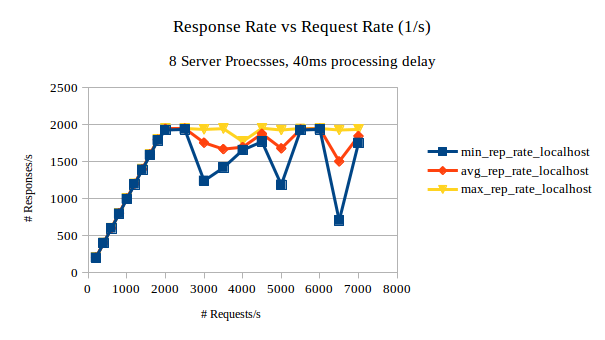 Response Rate vs Request Rate (1/s)
8 Server Proecsses, 40ms processing delay
2500
2000
1500
1000
500
0
# Responses/s
0 1000 2000 3000 4000 5000 6000 7000 8000
# Requests/s
min_rep_rate_localhost
avg_rep_rate_localhost
max_rep_rate_localhost